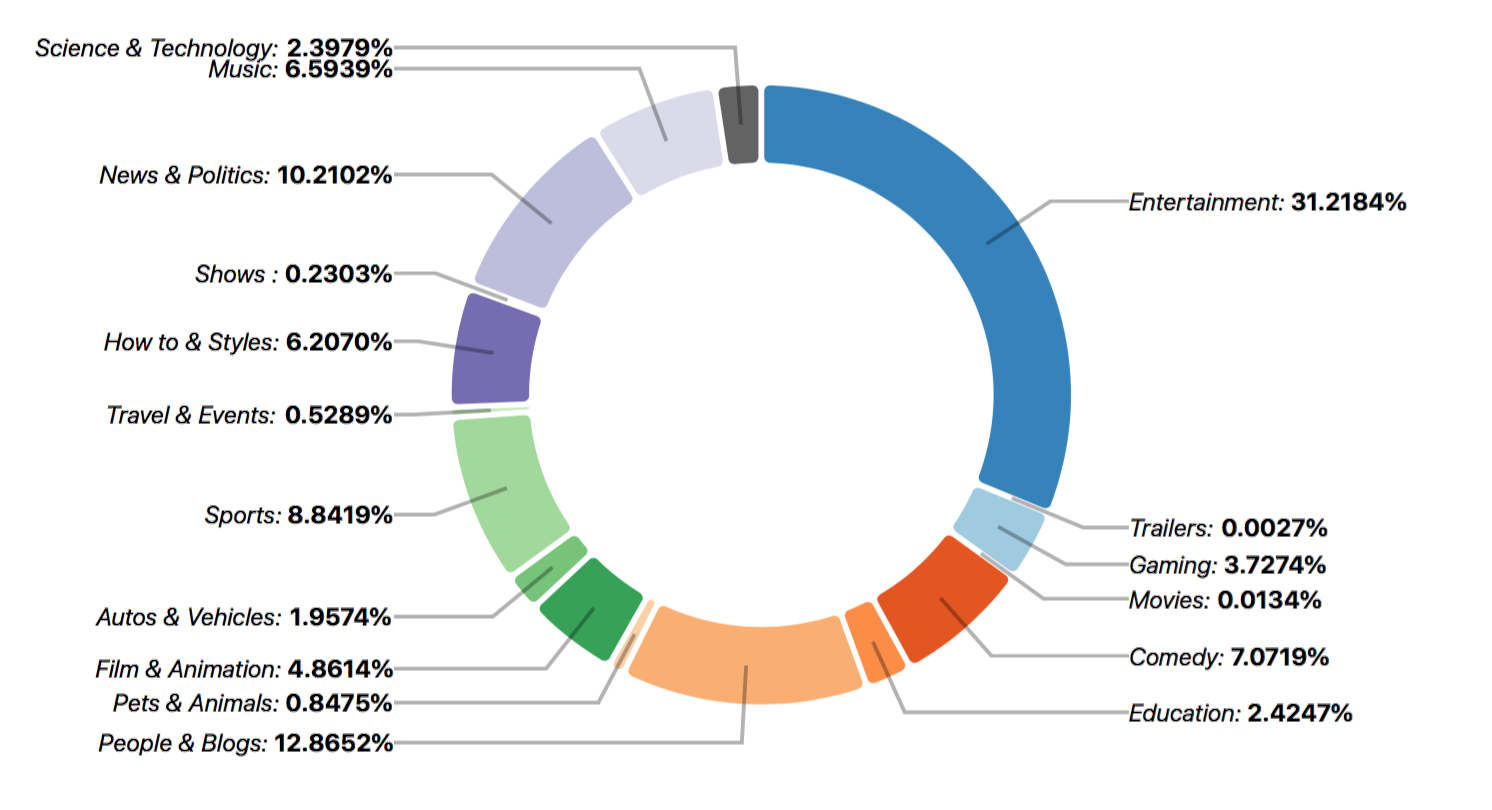 Science & Technology: 2.3979%
Music: 6.5939%
News & Politics: 10.2102%
Entertainment: 31.2184%
Shows : 0.2303%
How to & Styles: 6.2070%
Travel & Events: 0.5289%
Sports: 8.8419%
Trailers: 0.0027%
Gaming: 3.7274%
Movies: 0.0134%
Autos & Vehicles: 1.9574%
Comedy: 7.0719%
Film & Animation: 4.8614%
Pets & Animals: 0.8475%
Education: 2.4247%
People & Blogs: 12.8652%